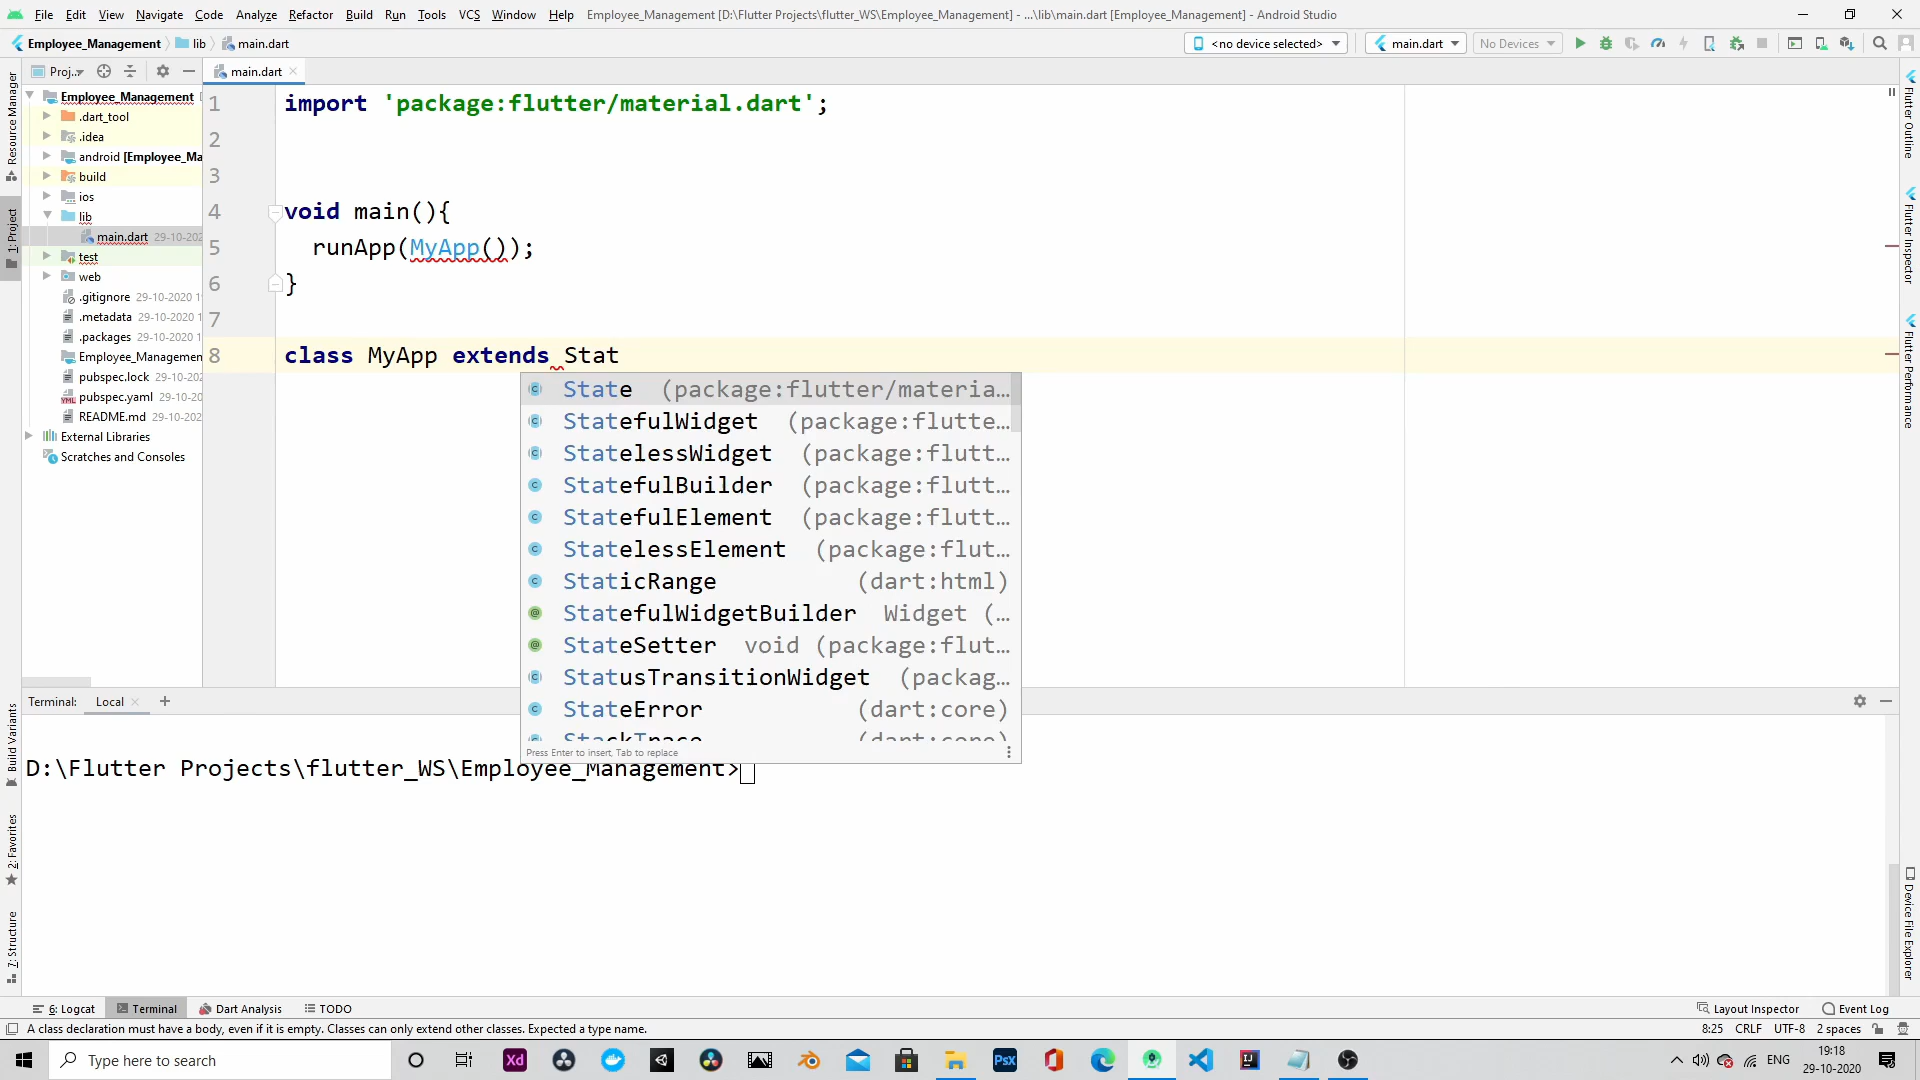 File Edit View Navigate Code Analyze Refactor Build Run Tools VCS Window Help Employee_Management [D:\Flutter Projects\flutter_WS\Employee_Management] - ...\lib\main.dart [Employee_Management] - Android Studio
Employee_Management lib main.dart <no device selected> main.dart No Devices
Proj... main.dart
Resource Manager
1: Project
Employee_Management
.dart_tool
.idea
android [Employee_Ma
build
ios
lib
main.dart 29-10-202
test
web
.gitignore 29-10-2020 1
.metadata 29-10-2020 1
.packages 29-10-2020 1
Employee_Managemen
pubspec.lock 29-10-202
pubspec.yaml 29-10-20
README.md 29-10-202
External Libraries
Scratches and Consoles
1 import 'package:flutter/material.dart';
2
3
4 void main(){
5 runApp(MyApp());
6 }
7
8 class MyApp extends Stat
State (package:flutter/materia...
StatefulWidget (package:flutte...
StatelessWidget (package:flutt...
StatefulBuilder (package:flutt...
StatefulElement (package:flutt...
StatelessElement (package:flut...
StaticRange (dart:html)
StatefulWidgetBuilder Widget (...
StateSetter void (package:flut...
StatusTransitionWidget (packag...
StateError (dart:core)
StackTrace (dart:core)
Press Enter to insert, Tab to replace
Flutter Outline
Flutter Inspector
Flutter Performance
Device File Explorer
Build Variants
2: Favorites
7: Structure
Terminal: Local
D:\Flutter Projects\flutter_WS\Employee_Management>
6: Logcat Terminal Dart Analysis TODO Layout Inspector Event Log
A class declaration must have a body, even if it is empty. Classes can only extend other classes. Expected a type name. 8:25 CRLF UTF-8 2 spaces
Type here to search Xd PsX IJ ENG 19:18
29-10-2020